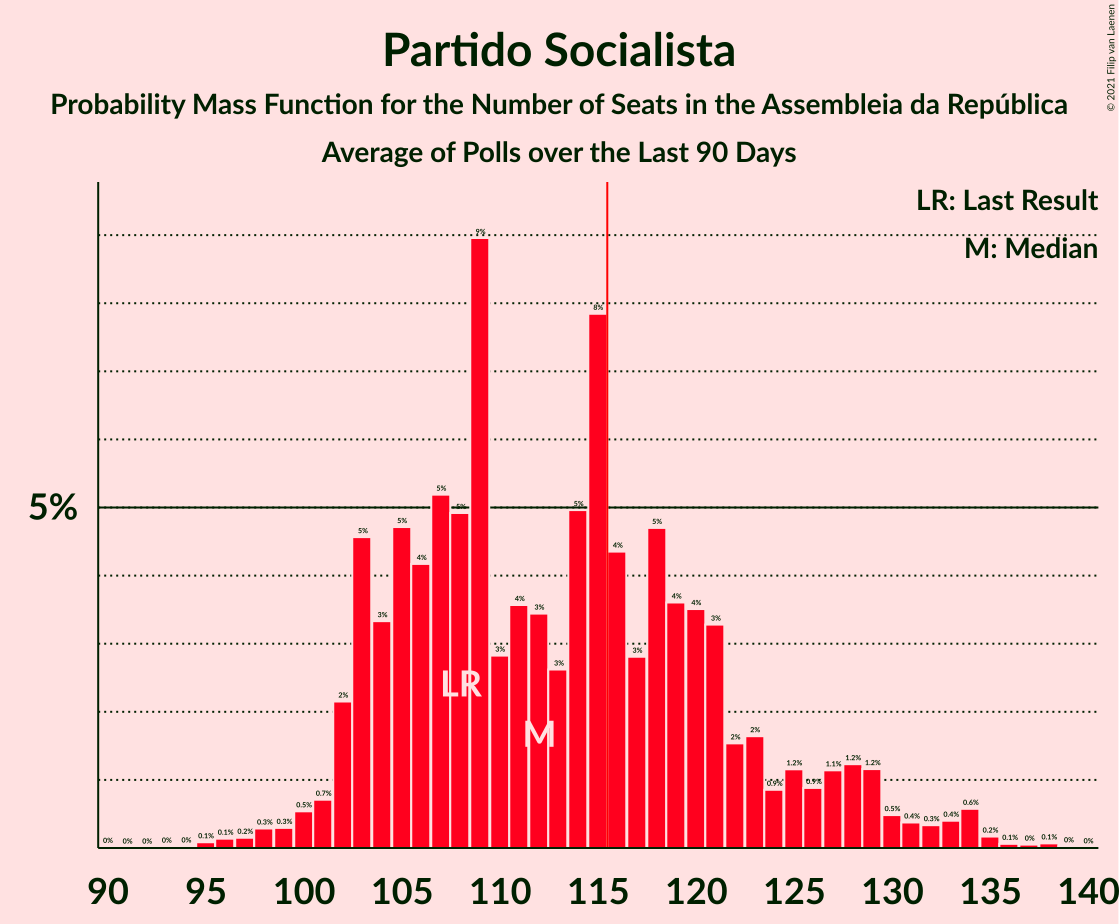 Partido Socialista
Probability Mass Function for the Number of Seats in the Assembleia da República
Average of Polls over the Last 90 Days
© 2021 Filip van Laenen
LR: Last Result
M: Median
5%
0% 0% 0% 0% 0% 0.1% 0.1% 0.2% 0.3% 0.3% 0.5% 0.7% 2% 5% 3% 5% 4% 5% 5% 9% 3% 4% 3% 3% 5% 8% 4% 3% 5% 4% 4% 3% 2% 2% 0.9% 1.2% 0.9% 1.1% 1.2% 1.2% 0.5% 0.4% 0.3% 0.4% 0.6% 0.2% 0.1% 0% 0.1% 0% 0%
LR
M
90 95 100 105 110 115 120 125 130 135 140